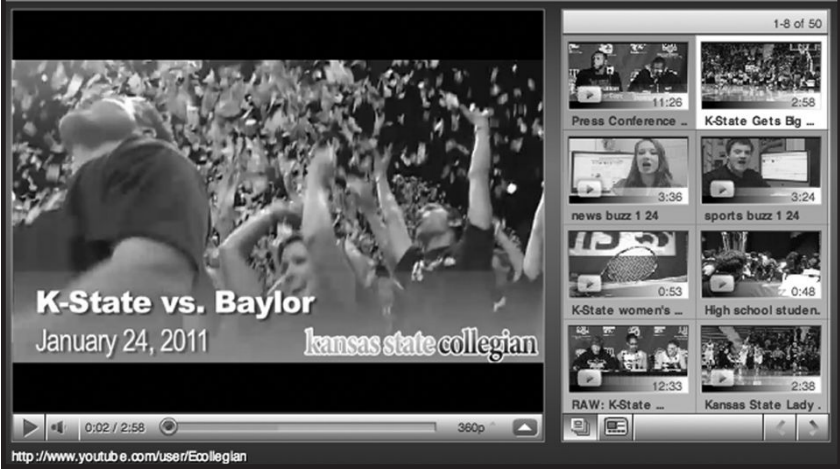 1-8 of 50
11:26
2:58
Press Conference ..
K-State Gets Big ...
3:36
3:24
news buzz 1 24
sports buzz 1 24
0:53
0:48
K-State women's ...
High school studen.
12:33
2:38
RAW: K-State ...
Kansas State Lady .
K-State vs. Baylor
January 24, 2011
kansas state collegian
0:02 / 2:58
360p
http://www.youtube.com/user/Ecollegian